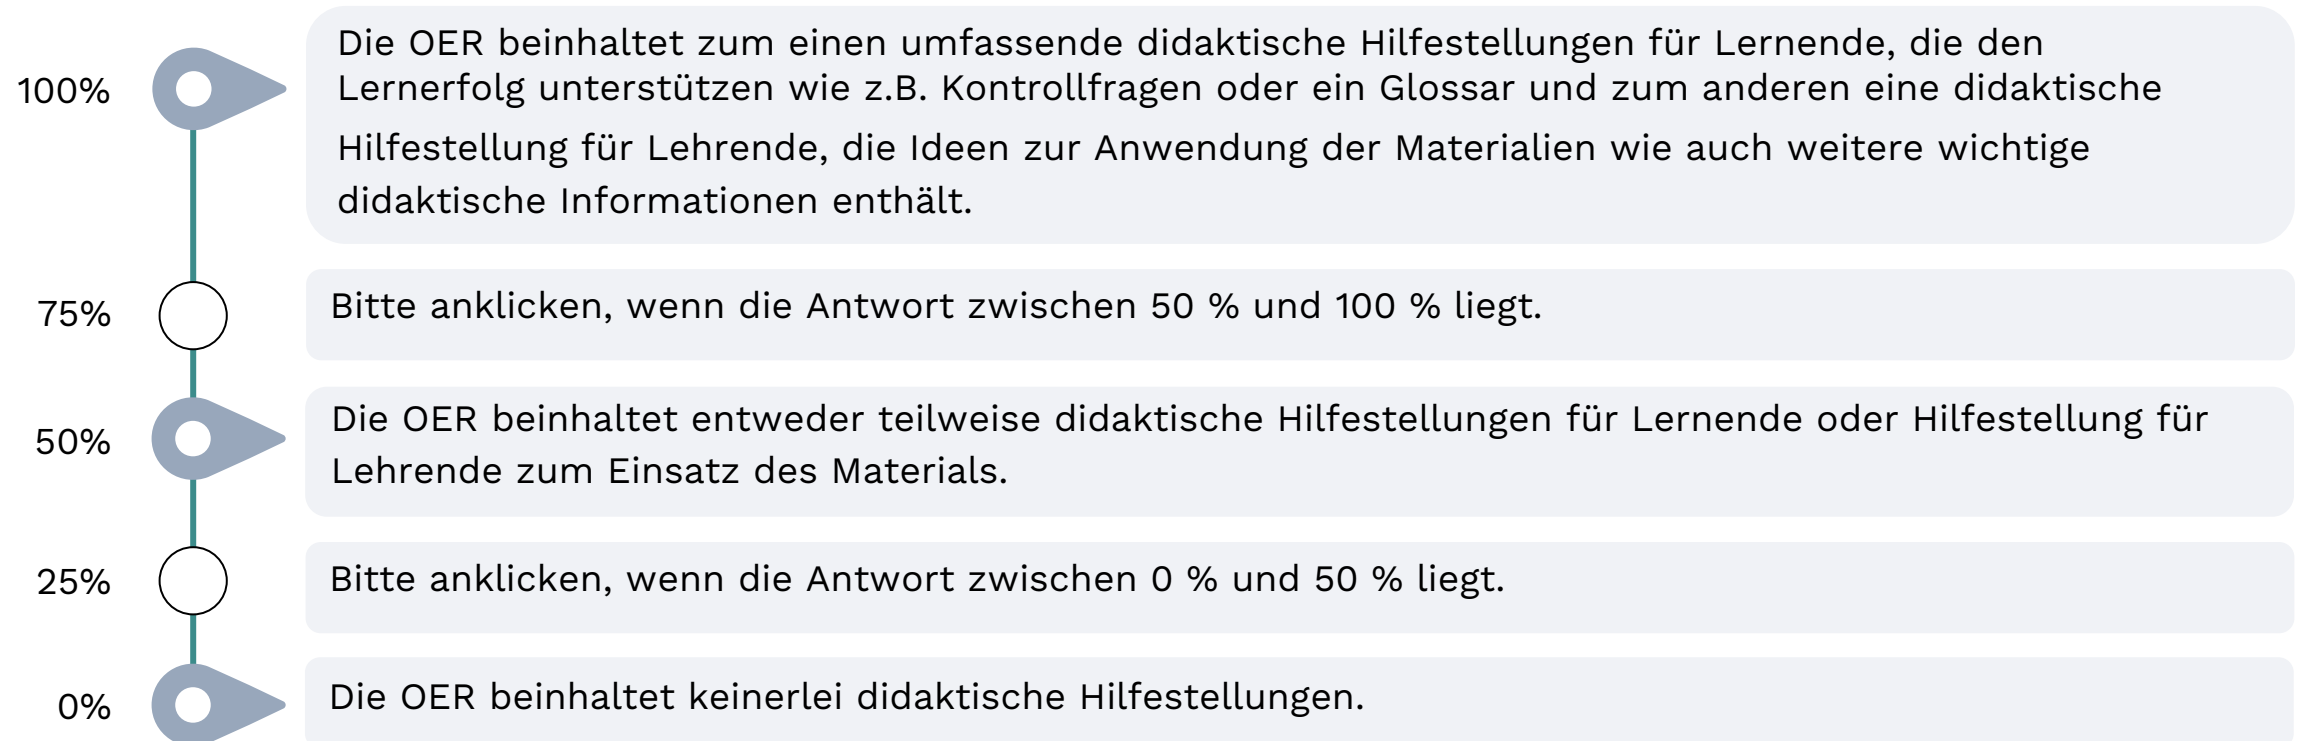 100%
Die OER beinhaltet zum einen umfassende didaktische Hilfestellungen für Lernende, die den
Lernerfolg unterstützen wie z.B. Kontrollfragen oder ein Glossar und zum anderen eine didaktische
Hilfestellung für Lehrende, die Ideen zur Anwendung der Materialien wie auch weitere wichtige
didaktische Informationen enthält.
75%
Bitte anklicken, wenn die Antwort zwischen 50 % und 100 % liegt.
50%
Die OER beinhaltet entweder teilweise didaktische Hilfestellungen für Lernende oder Hilfestellung für
Lehrende zum Einsatz des Materials.
25%
Bitte anklicken, wenn die Antwort zwischen 0 % und 50 % liegt.
0%
Die OER beinhaltet keinerlei didaktische Hilfestellungen.